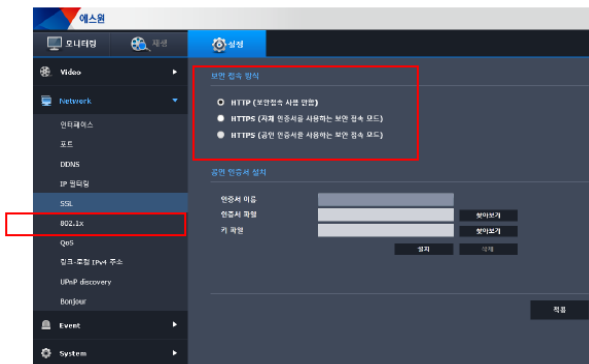 에스원
모니터링
재생
설정
Video
Network
인터페이스
포트
DDNS
IP 필터링
SSL
802.1x
QoS
링크-로컬 IPv4 주소
UPnP discovery
Bonjour
Event
System
보안 접속 방식
HTTP (보안접속 사용 안함)
HTTPS (자체 인증서를 사용하는 보안 접속 모드)
HTTPS (공인 인증서를 사용하는 보안 접속 모드)
공인 인증서 설치
인증서 이름
인증서 파일
찾아보기
키 파일
찾아보기
설치
삭제
적용